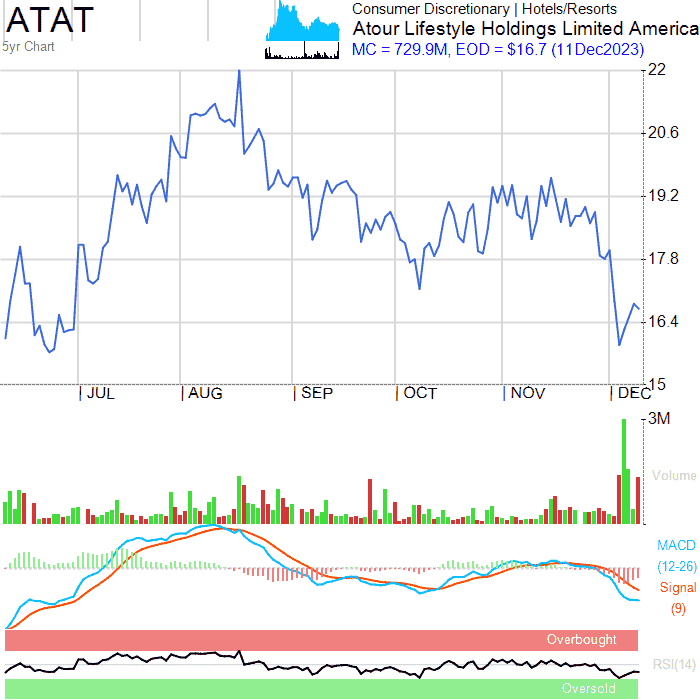 ATAT
5yr Chart
Consumer Discretionary | Hotels/Resorts
Atour Lifestyle Holdings Limited America
MC = 729.9M, EOD = $16.7 (11Dec2023)
22
20.6
19.2
17.8
16.4
15
JUL AUG SEP OCT NOV DEC
3M
Volume
MACD
(12-26)
Signal
(9)
Overbought
RSI(14)
Oversold